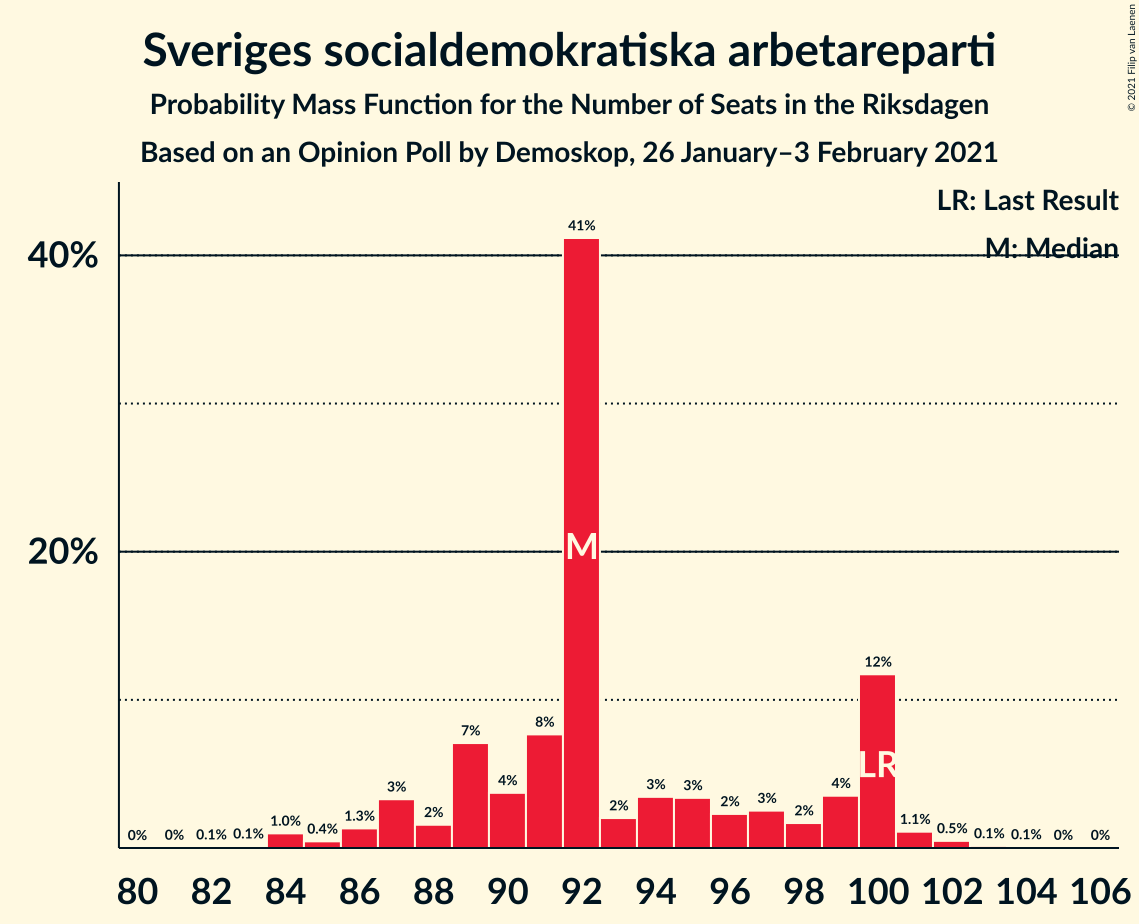 Sveriges socialdemokratiska arbetareparti
Probability Mass Function for the Number of Seats in the Riksdagen
Based on an Opinion Poll by Demoskop, 26 January–3 February 2021
© 2021 Filip van Laenen
LR: Last Result
M: Median
40%
20%
0% 0% 0.1% 0.1% 1.0% 0.4% 1.3% 3% 2% 7% 4% 8% 41% 2% 3% 3% 2% 3% 2% 4% 12% 1.1% 0.5% 0.1% 0.1% 0% 0%
M
LR
80 82 84 86 88 90 92 94 96 98 100 102 104 106